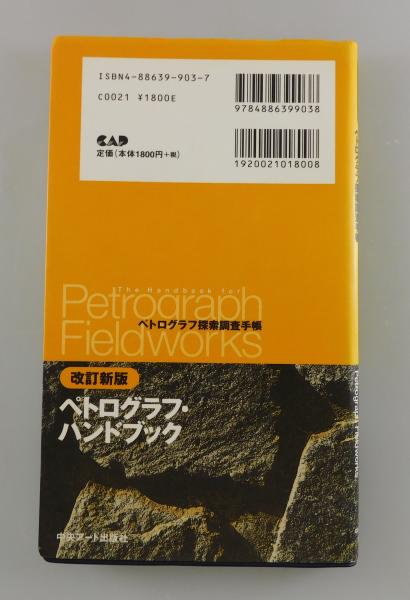 ISBN4-88639-903-7
C0021 ¥1800E
9784886399038
CAP
定価(本体1800円+税)
1920021018008
The Handbook for
Petrograph
ペトログラフ探索調査手帳
Fieldworks
改訂新版
ペトログラフ・
ハンドブック
中央アート出版社